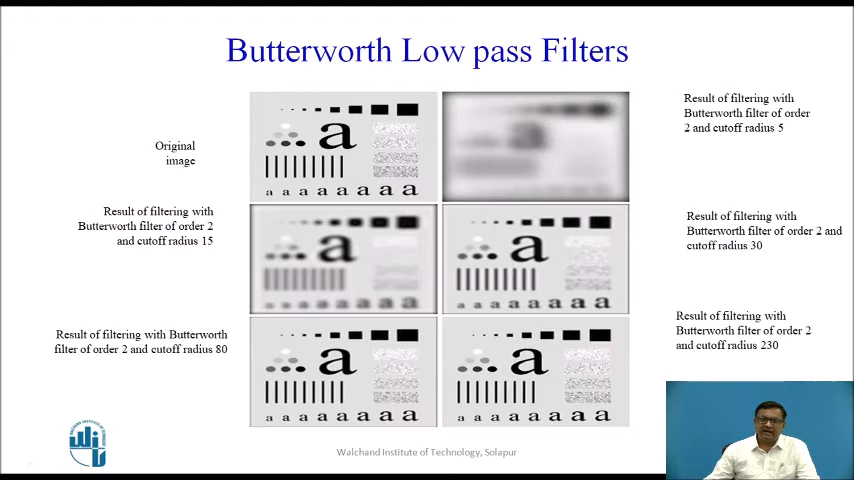 Butterworth Low pass Filters
Original
image
Result of filtering with
Butterworth filter of order
2 and cutoff radius 5
Result of filtering with
Butterworth filter of order 2
and cutoff radius 15
Result of filtering with
Butterworth filter of order 2 and
cutoff radius 30
Result of filtering with Butterworth
filter of order 2 and cutoff radius 80
Result of filtering with
Butterworth filter of order 2
and cutoff radius 230
a
a a a a a a a a
a
a
a a a a a a a a
a
a a a a a a a a
a
a a a a a a a a
a
a a a a a a a a
Walchand Institute of Technology, Solapur